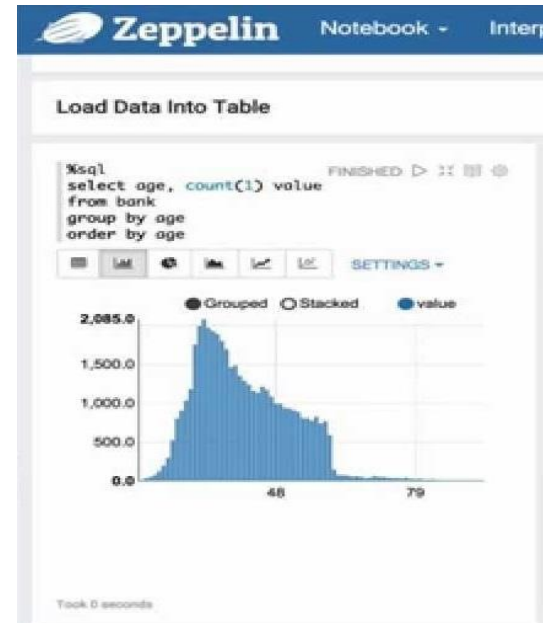 Zeppelin Notebook
Load Data Into Table
%sql FINISHED
select age, count(1) value
from bank
group by age
order by age
SETTINGS
Grouped Stacked value
2,085.0
1,500.0
1,000.0
500.0
0.0
48 79
Took 0 seconds